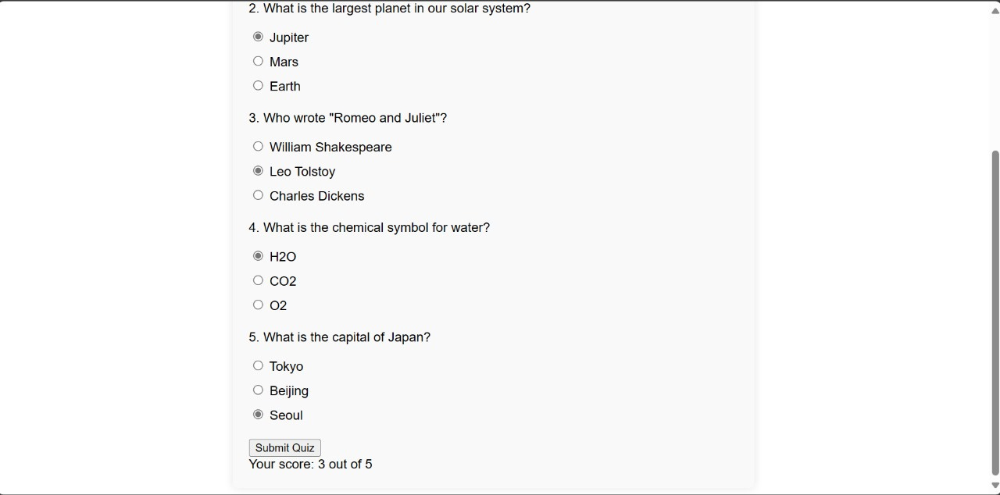 2. What is the largest planet in our solar system?
Jupiter
Mars
Earth
3. Who wrote "Romeo and Juliet"?
William Shakespeare
Leo Tolstoy
Charles Dickens
4. What is the chemical symbol for water?
H2O
CO2
O2
5. What is the capital of Japan?
Tokyo
Beijing
Seoul
Submit Quiz
Your score: 3 out of 5